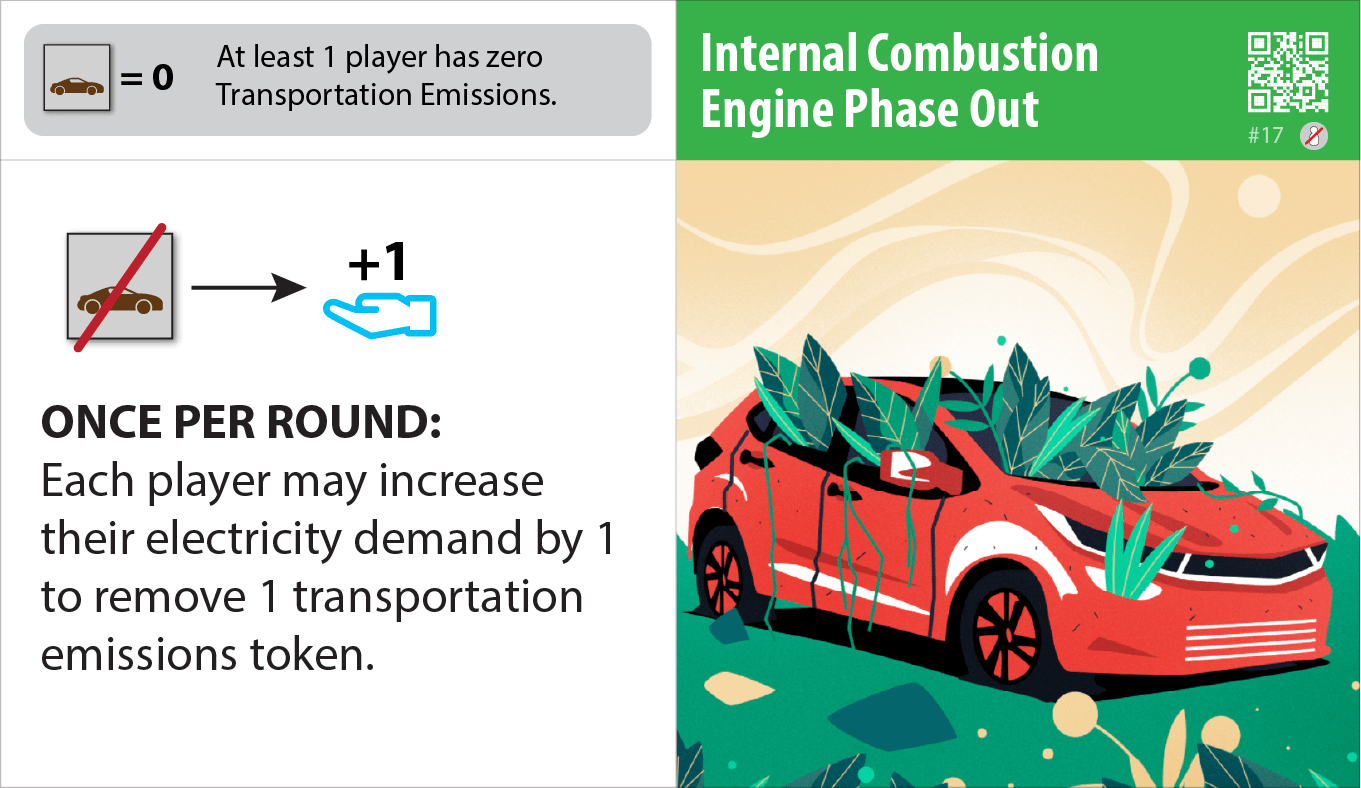 = 0
At least 1 player has zero
Transportation Emissions.
Internal Combustion
Engine Phase Out
#17
+1
ONCE PER ROUND:
Each player may increase
their electricity demand by 1
to remove 1 transportation
emissions token.